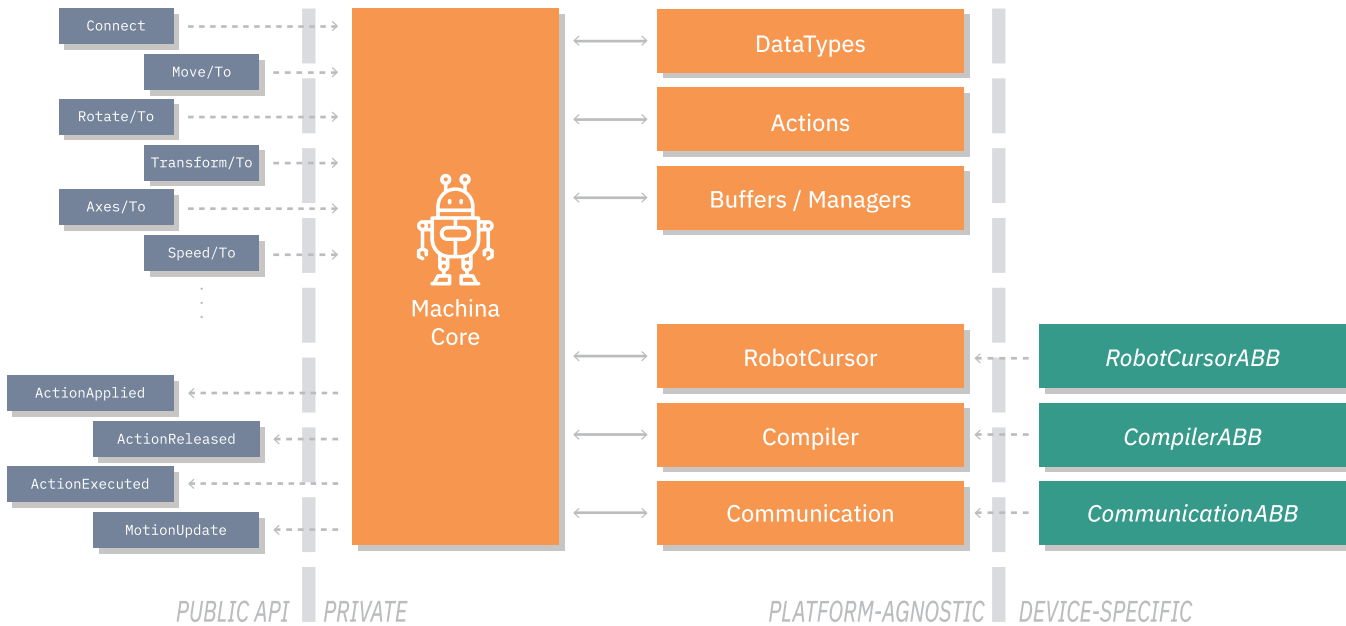 Connect
Move/To
Rotate/To
Transform/To
Axes/To
Speed/To
ActionApplied
ActionReleased
ActionExecuted
MotionUpdate
Machina
Core
DataTypes
Actions
Buffers / Managers
RobotCursor
Compiler
Communication
RobotCursorABB
CompilerABB
CommunicationABB
PUBLIC API
PRIVATE
PLATFORM-AGNOSTIC
DEVICE-SPECIFIC